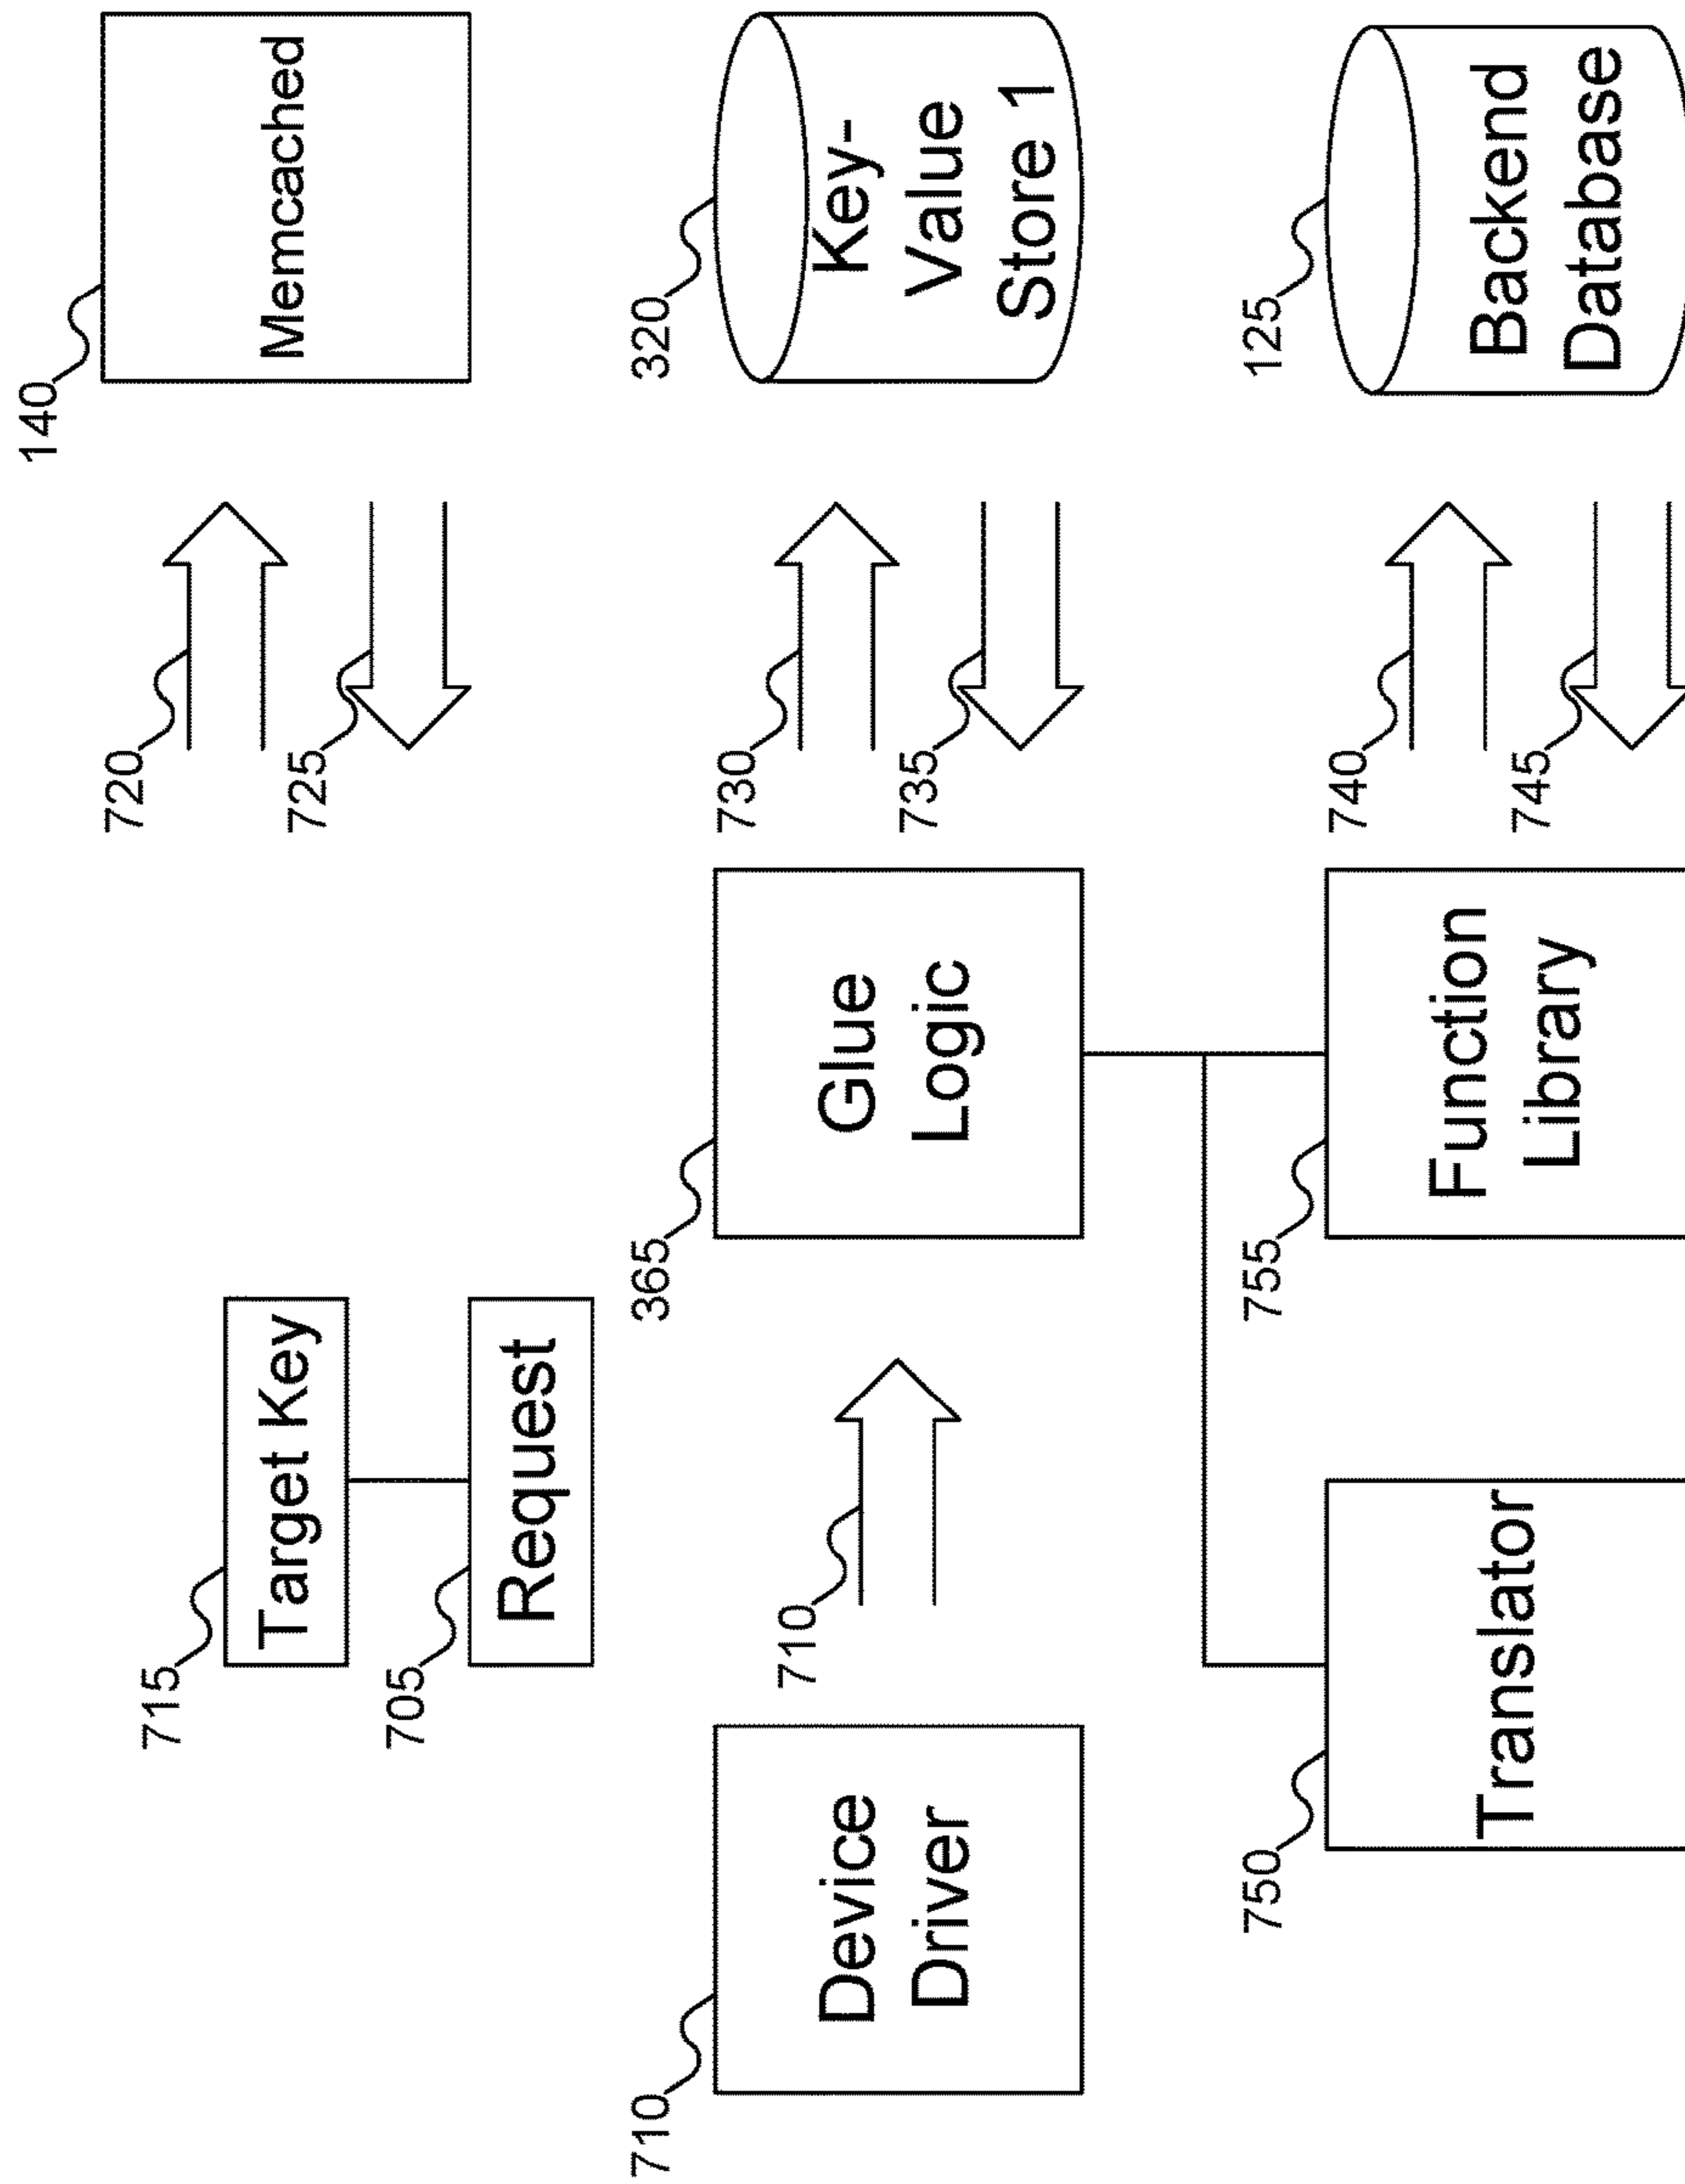 140
720
715
Target Key
Memcached
725
705
Request
710
365
320
730
710
Device
Driver
Glue
Logic
Key-
Value
Store 1
735
750
755
125
740
Translator
Function
Library
Backend
Database
745